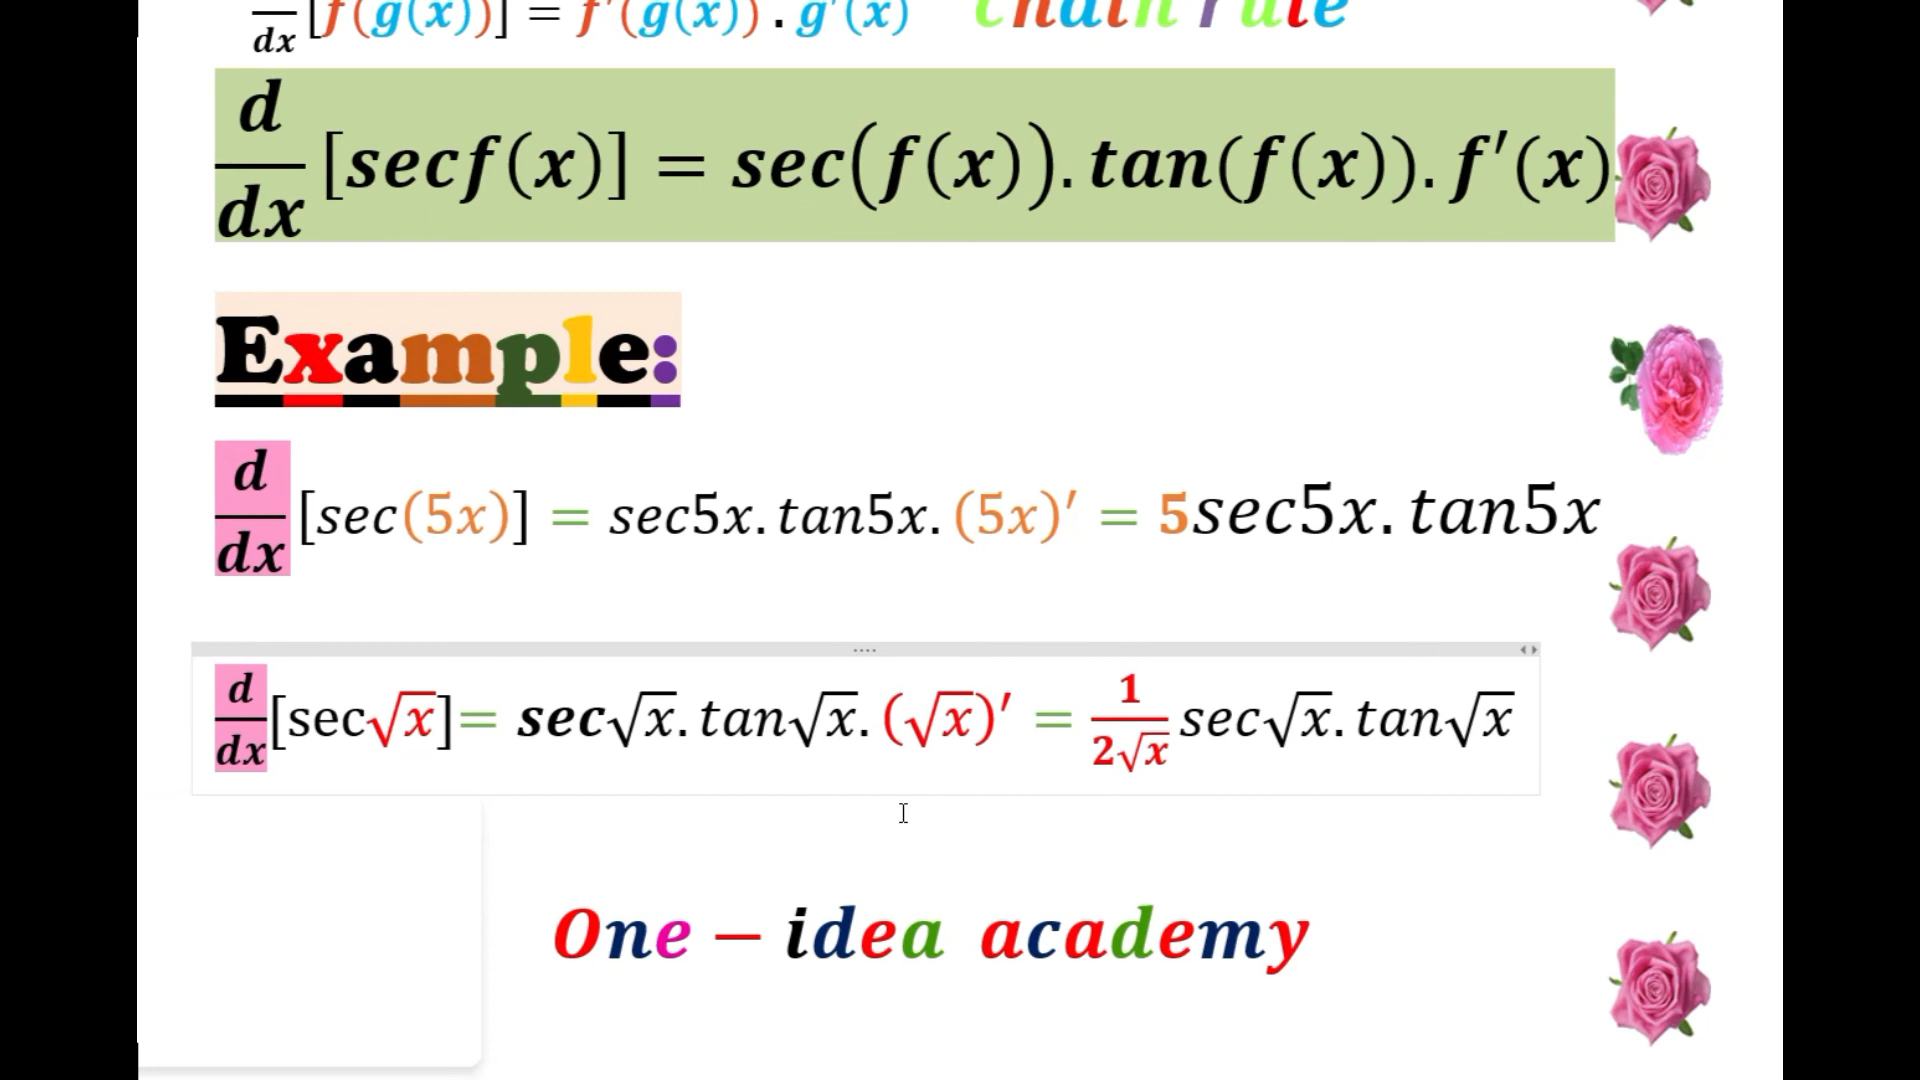 d/dx [f(g(x))] = f′(g(x)) . g′(x) chain rule
d/dx [secf(x)] = sec(f(x)).tan(f(x)).f′(x)
Example:
d/dx [sec(5x)] = sec5x.tan5x.(5x)′ = 5sec5x.tan5x
d/dx [sec√x]= sec√x.tan√x.(√x)′ = 1/2√x sec√x.tan√x
One – idea academy